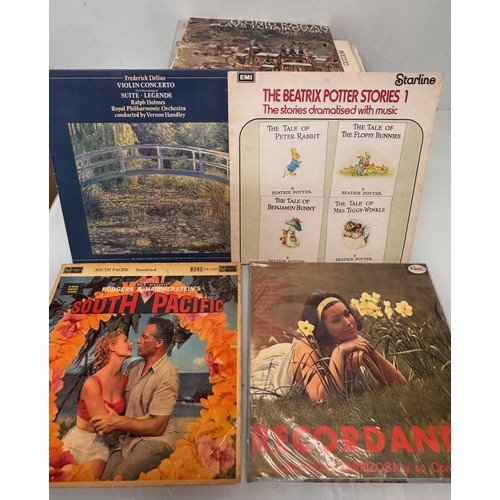 Frederick Delius
VIOLIN CONCERTO
SUITE · LEGENDE
Ralph Holmes
Royal Philharmonic Orchestra
conducted by Vernon Handley
EMI
Starline
THE BEATRIX POTTER STORIES 1
The stories dramatised with music
THE TALE OF
PETER RABBIT
BEATRIX POTTER
THE TALE OF
THE FLOPSY BUNNIES
BEATRIX POTTER
THE TALE OF
BENJAMIN BUNNY
BEATRIX POTTER
THE TALE OF
MRS. TIGGY-WINKLE
BEATRIX POTTER
SOUTH PACIFIC Soundtrack MONO
RODGERS & HAMMERSTEIN'S
SOUTH PACIFIC
RECORDAN